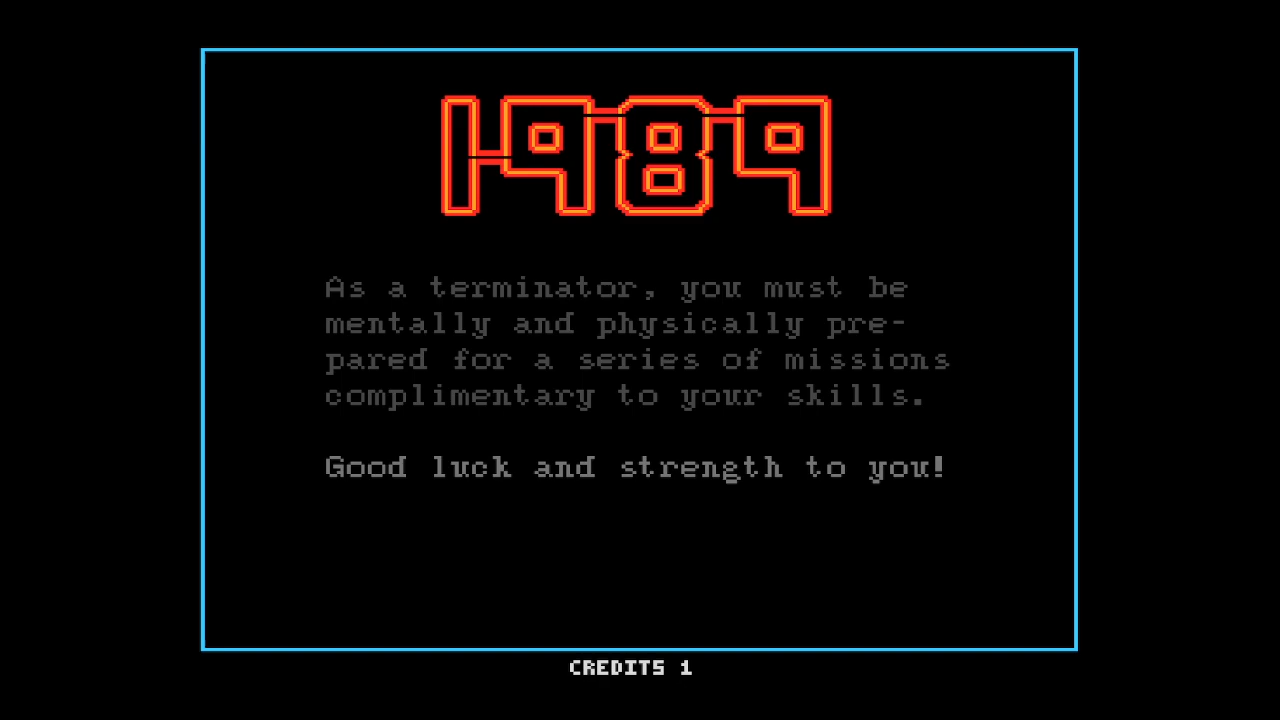 1989
As a terminator, you must be
mentally and physically pre-
pared for a series of missions
complimentary to your skills.
Good luck and strength to you!
CREDITS 1